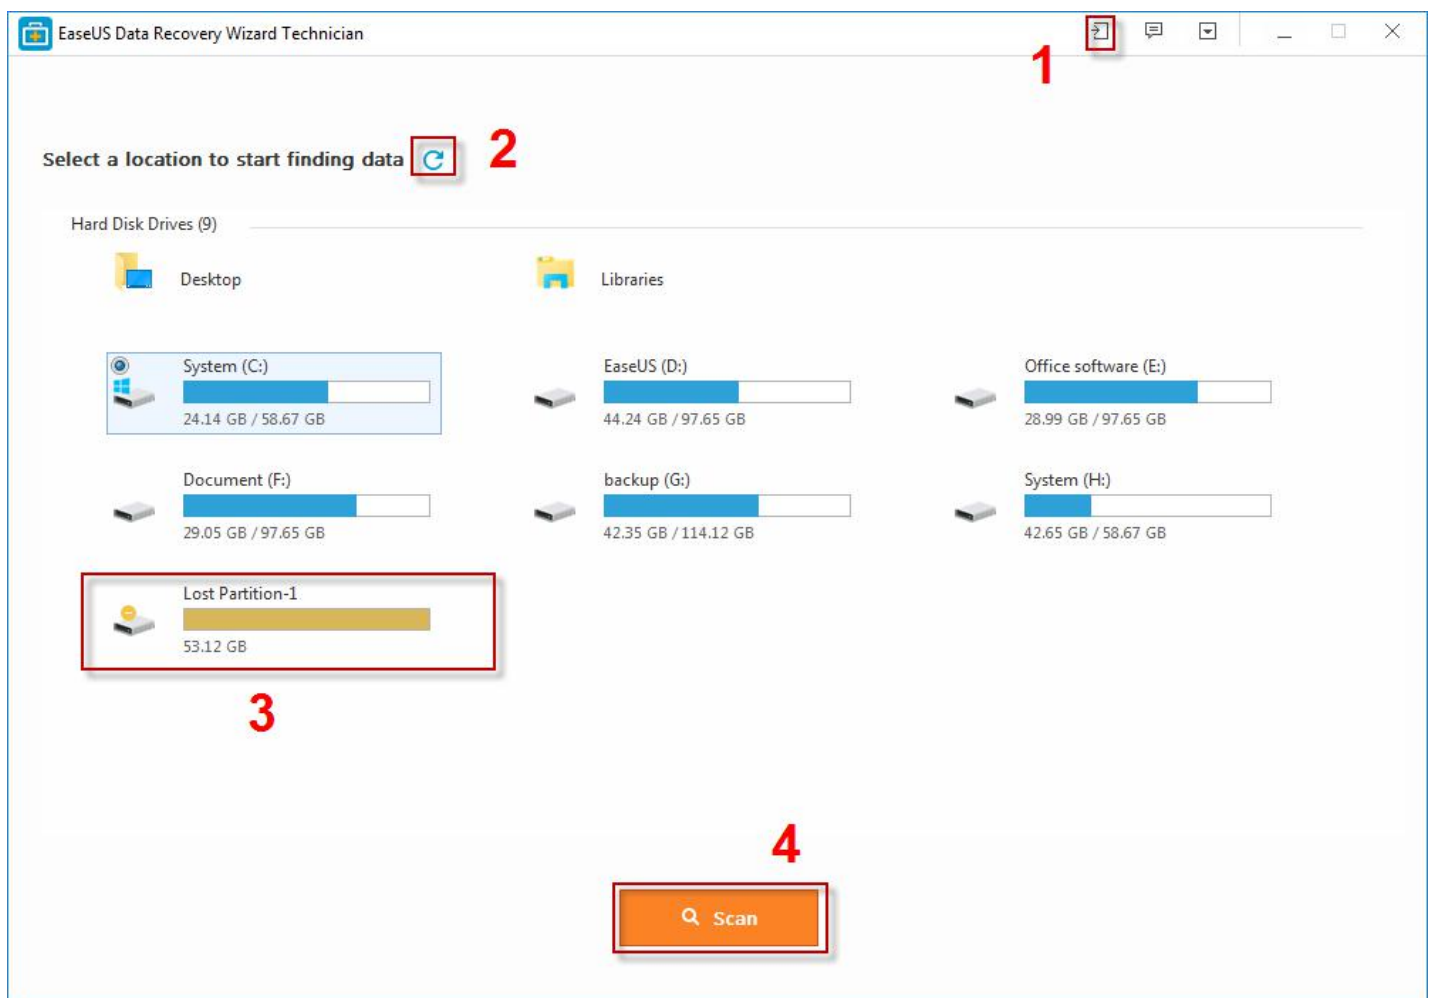 EaseUS Data Recovery Wizard Technician
1
Select a location to start finding data
2
Hard Disk Drives (9)
Desktop
Libraries
System (C:)
24.14 GB / 58.67 GB
EaseUS (D:)
44.24 GB / 97.65 GB
Office software (E:)
28.99 GB / 97.65 GB
Document (F:)
29.05 GB / 97.65 GB
backup (G:)
42.35 GB / 114.12 GB
System (H:)
42.65 GB / 58.67 GB
Lost Partition-1
53.12 GB
3
4
Scan